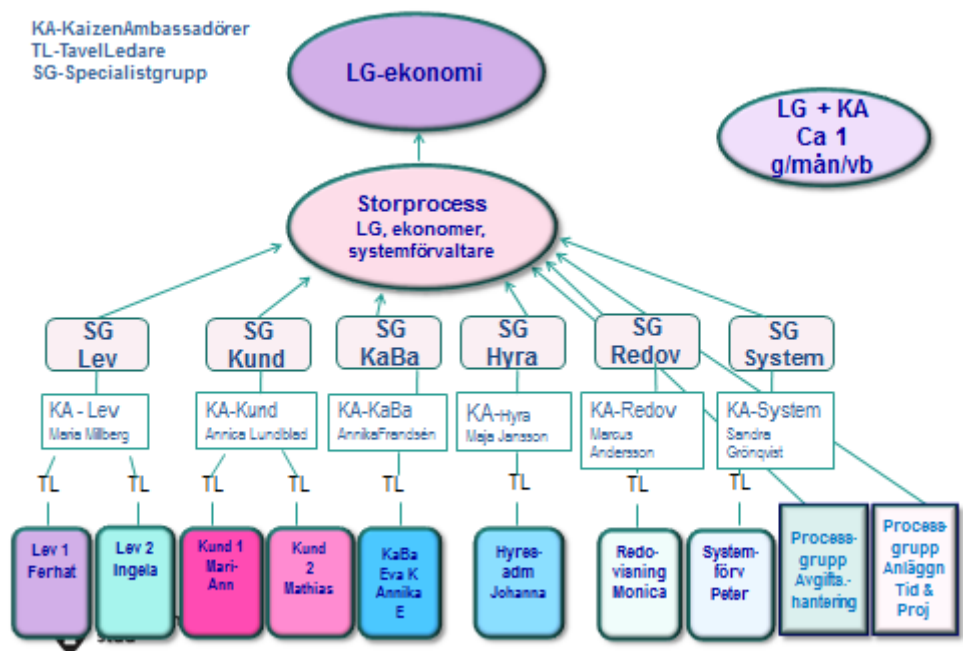 KA-KaizenAmbassadörer
TL-TavelLedare
SG-Specialistgrupp
LG-ekonomi
LG + KA
Ca 1
g/mån/vb
Storprocess
LG, ekonomer,
systemförvaltare
SG
Lev
SG
Kund
SG
KaBa
SG
Hyra
SG
Redov
SG
System
KA - Lev
Maria Millberg
KA-Kund
Annica Lundblad
KA-KaBa
AnnikaFrandsén
KA-Hyra
Maja Jansson
KA-Redov
Marcus
Andersson
KA-System
Sandra
Grönqvist
TL
TL
TL
TL
TL
TL
TL
TL
Lev 1
Ferhat
Lev 2
Ingela
Kund 1
Mari-
Ann
Kund
2
Mathias
KaBa
Eva K
Annika
E
Hyres-
adm
Johanna
Redo-
visning
Monica
System-
förv
Peter
Process-
grupp
Avgifts.-
hantering
Process-
grupp
Anläggn
Tid &
Proj